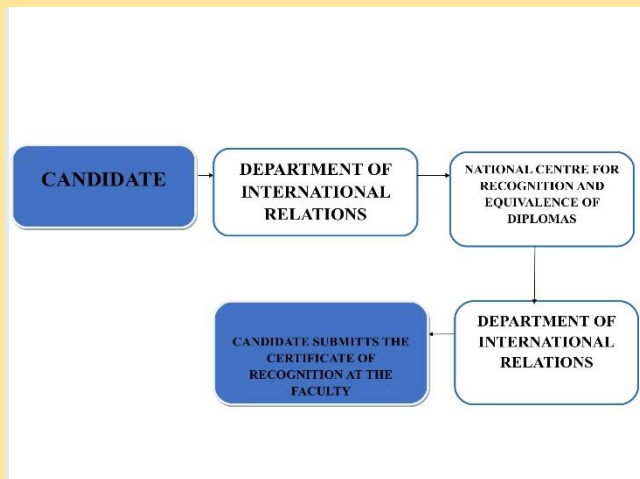 CANDIDATE
DEPARTMENT OF
INTERNATIONAL
RELATIONS
NATIONAL CENTRE FOR
RECOGNITION AND
EQUIVALENCE OF
DIPLOMAS
DEPARTMENT OF
INTERNATIONAL
RELATIONS
CANDIDATE SUBMITTS THE
CERTIFICATE OF
RECOGNITION AT THE
FACULTY